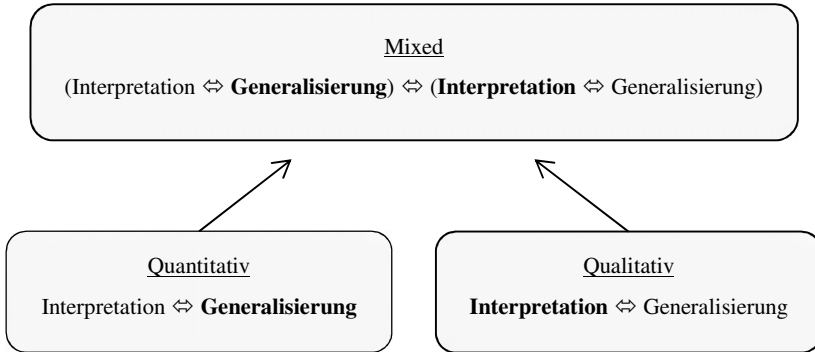 Mixed
(Interpretation ⇔ Generalisierung) ⇔ (Interpretation ⇔ Generalisierung)
Quantitativ
Interpretation ⇔ Generalisierung
Qualitativ
Interpretation ⇔ Generalisierung